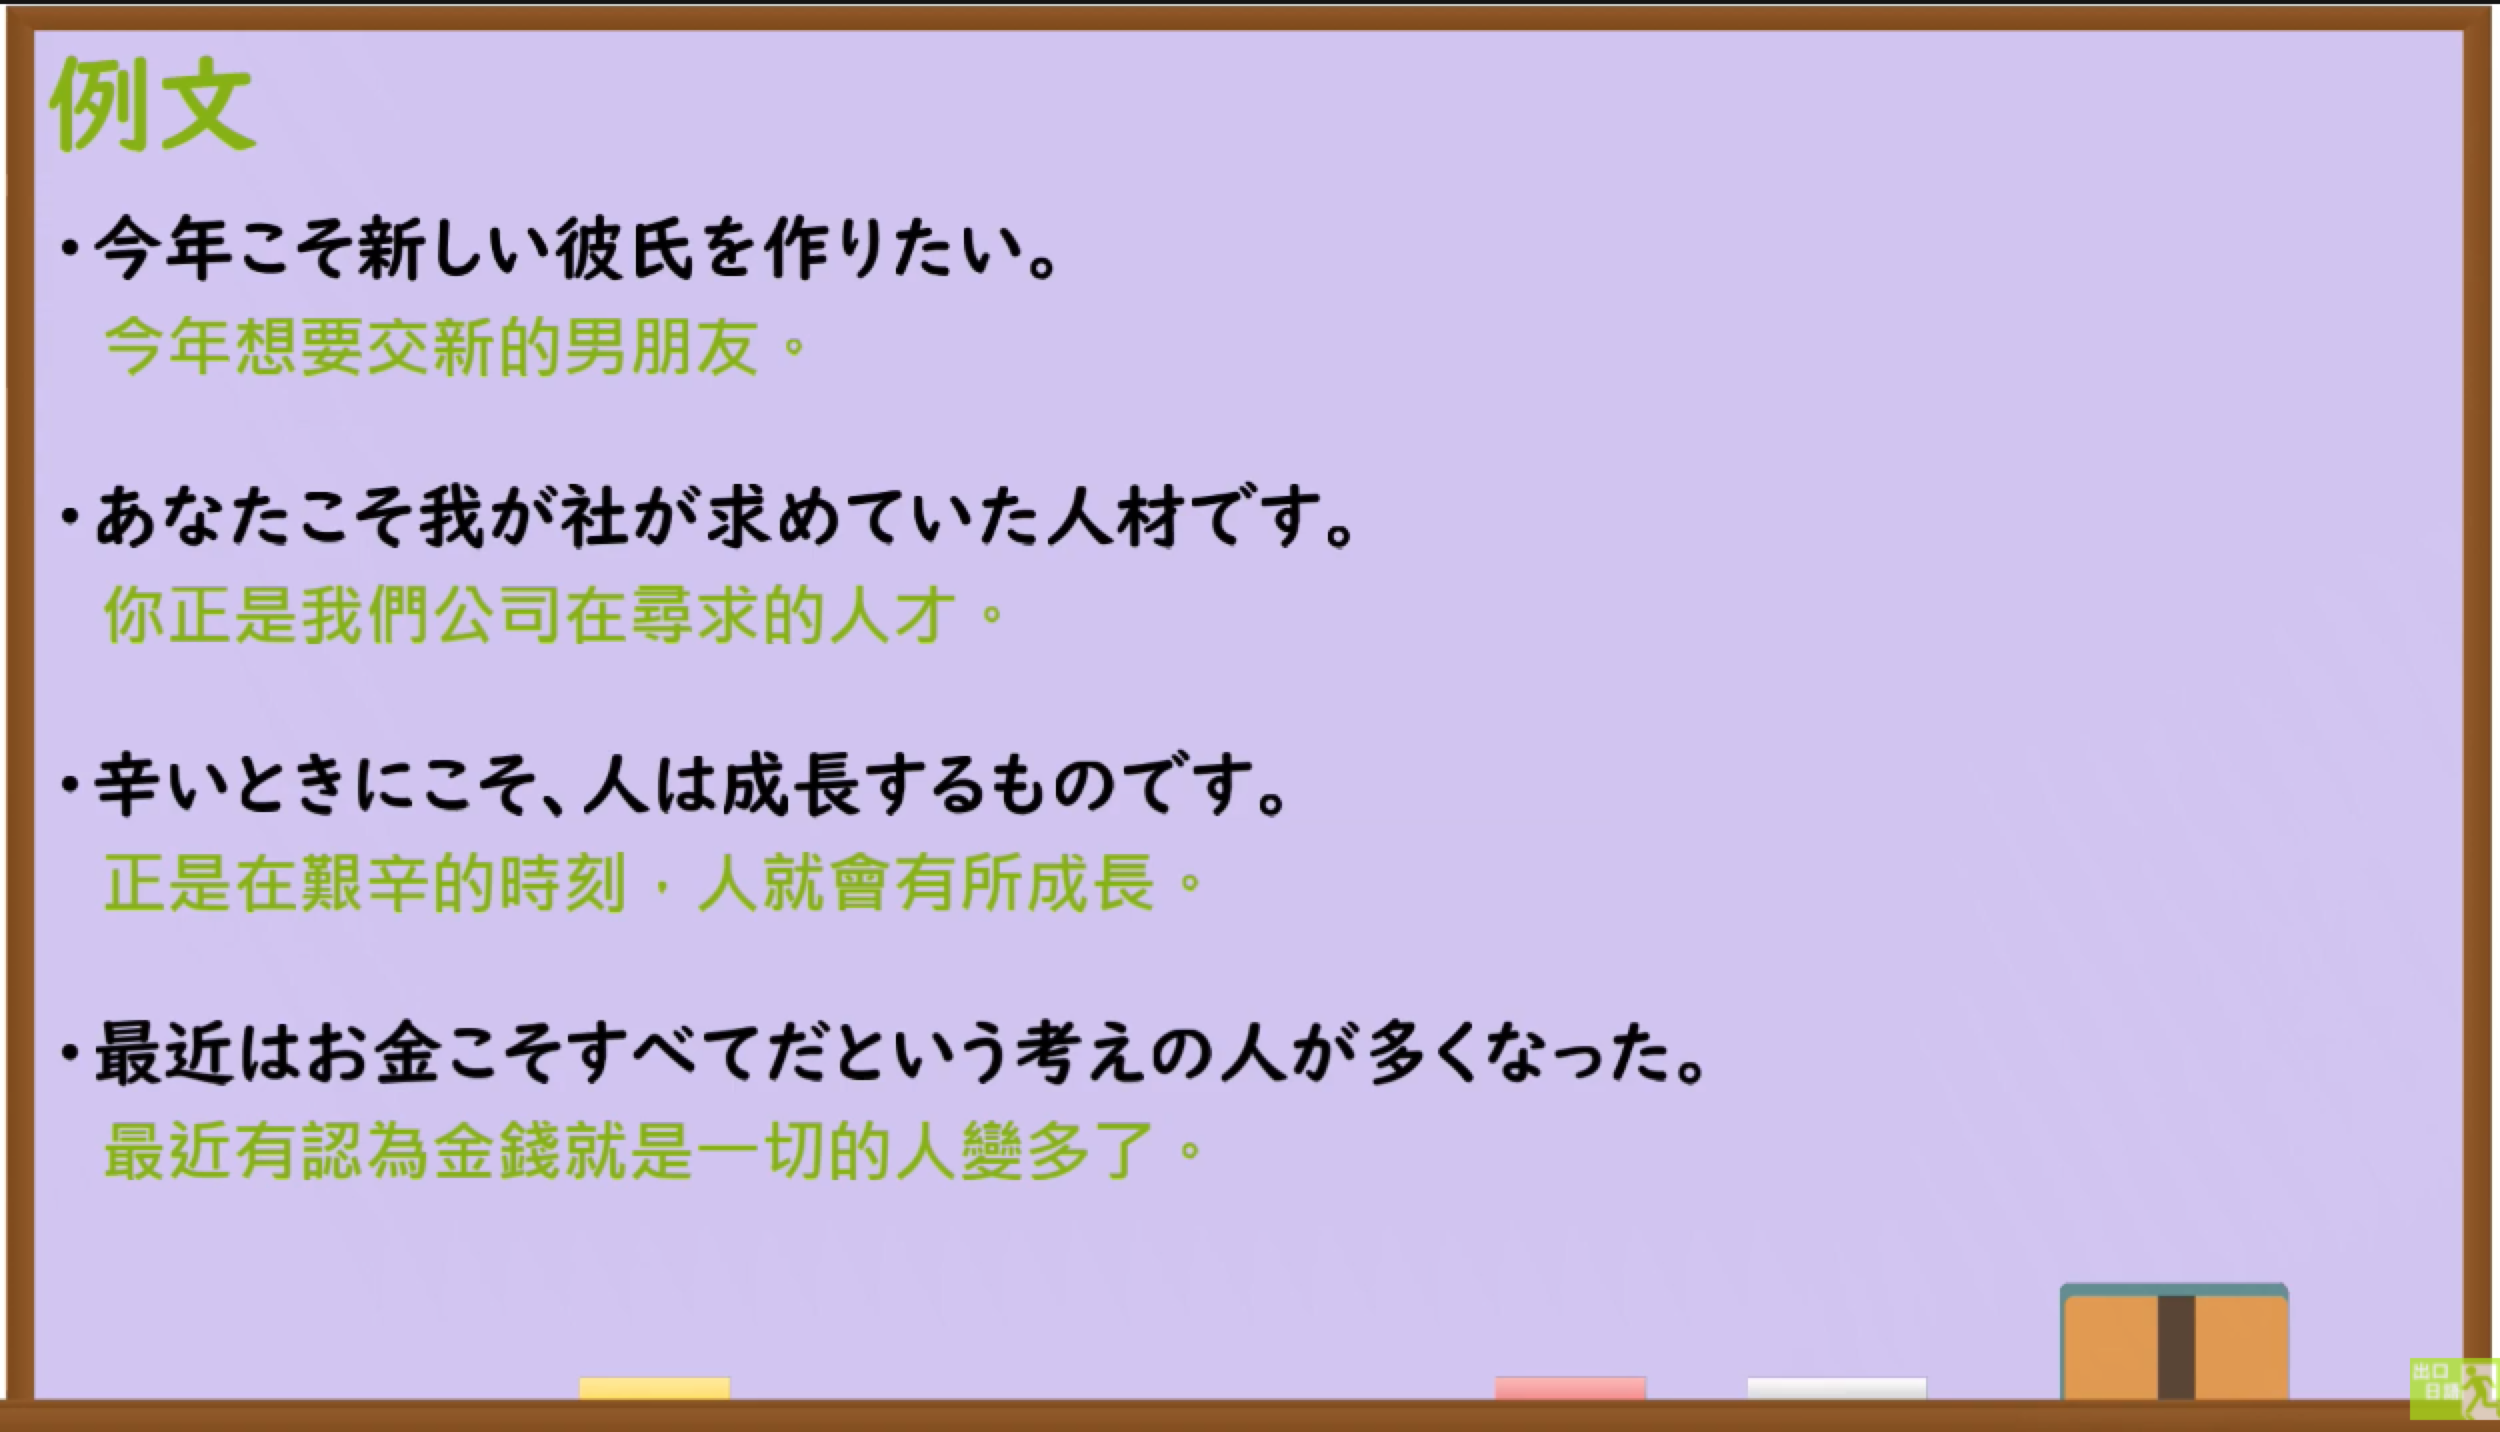 例文
・今年こそ新しい彼氏を作りたい。
今年想要交新的男朋友。
・あなたこそ我が社が求めていた人材です。
你正是我們公司在尋求的人才。
・辛いときにこそ、人は成長するものです。
正是在艱辛的時刻，人就會有所成長。
・最近はお金こそすべてだという考えの人が多くなった。
最近有認為金錢就是一切的人變多了。
出口
日語